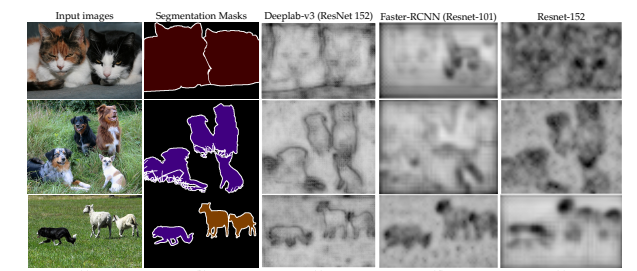 Input images Segmentation Masks Deeplab-v3 (ResNet 152) Faster-RCNN (Resnet-101) Resnet-152